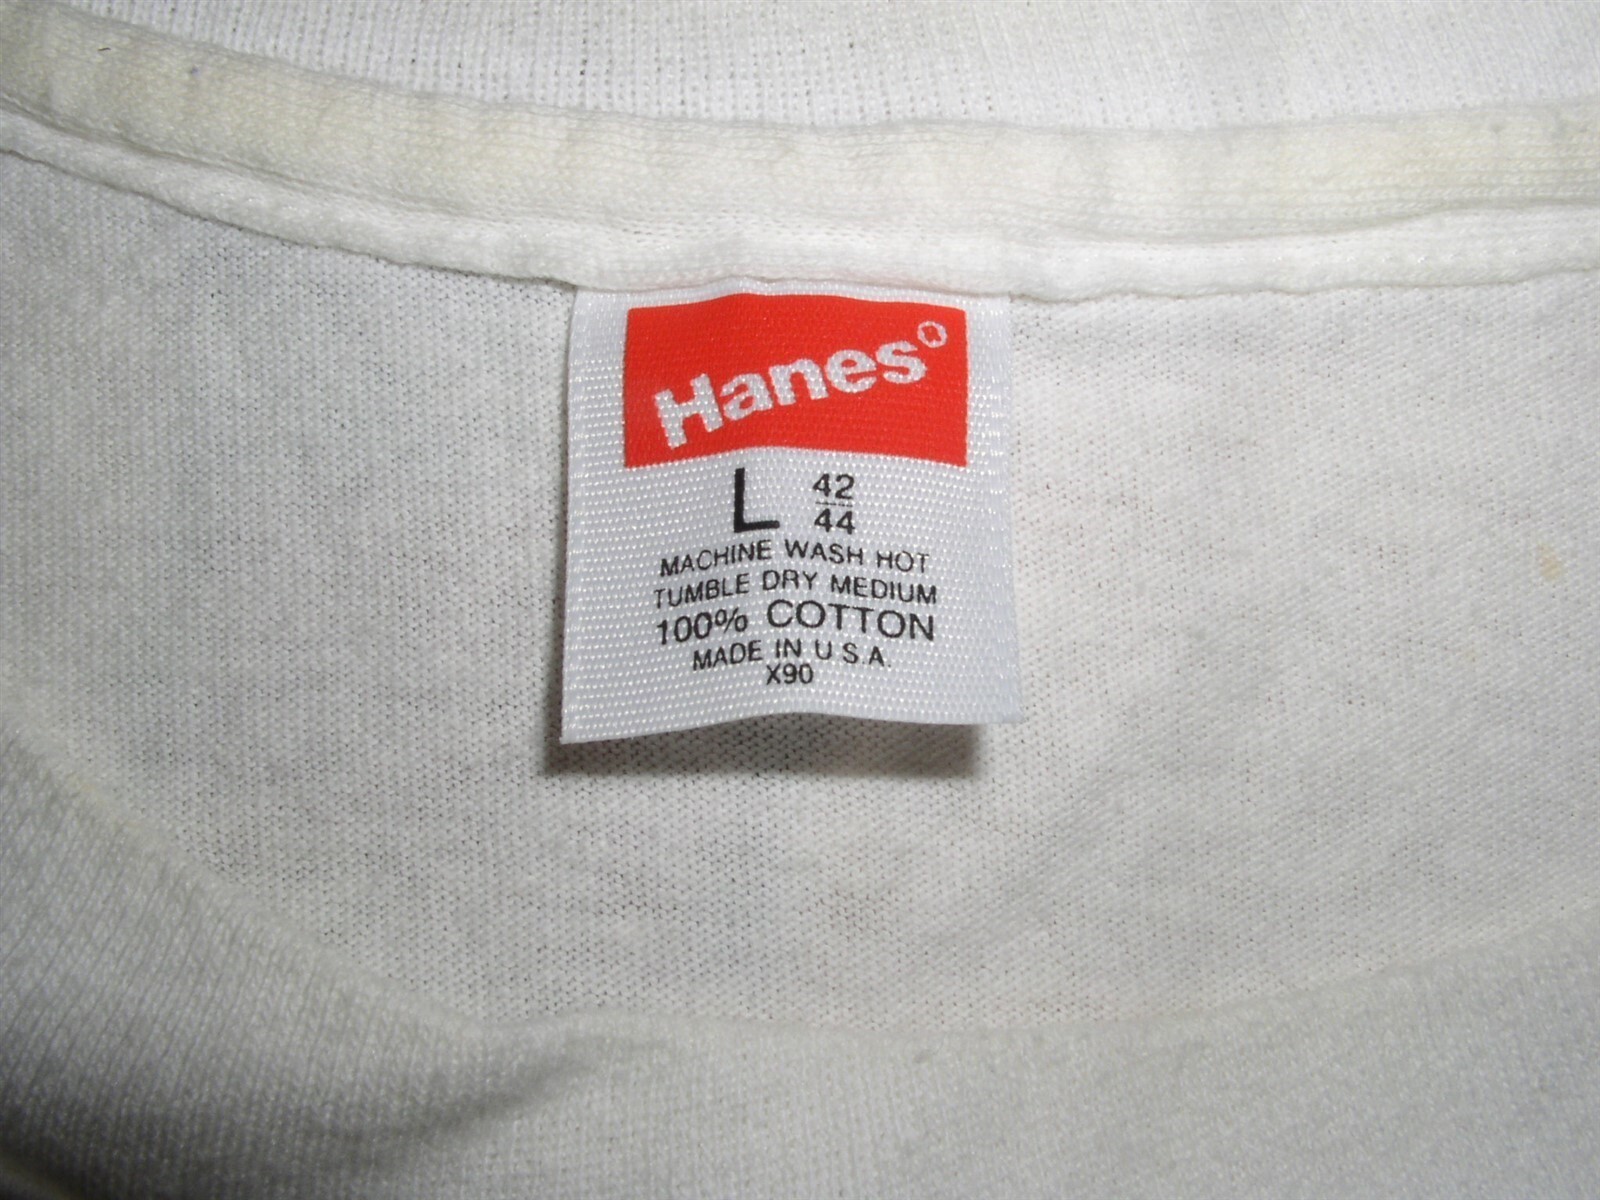 Hanes
L 42
44
MACHINE WASH HOT
TUMBLE DRY MEDIUM
100% COTTON
MADE IN U.S.A.
X90